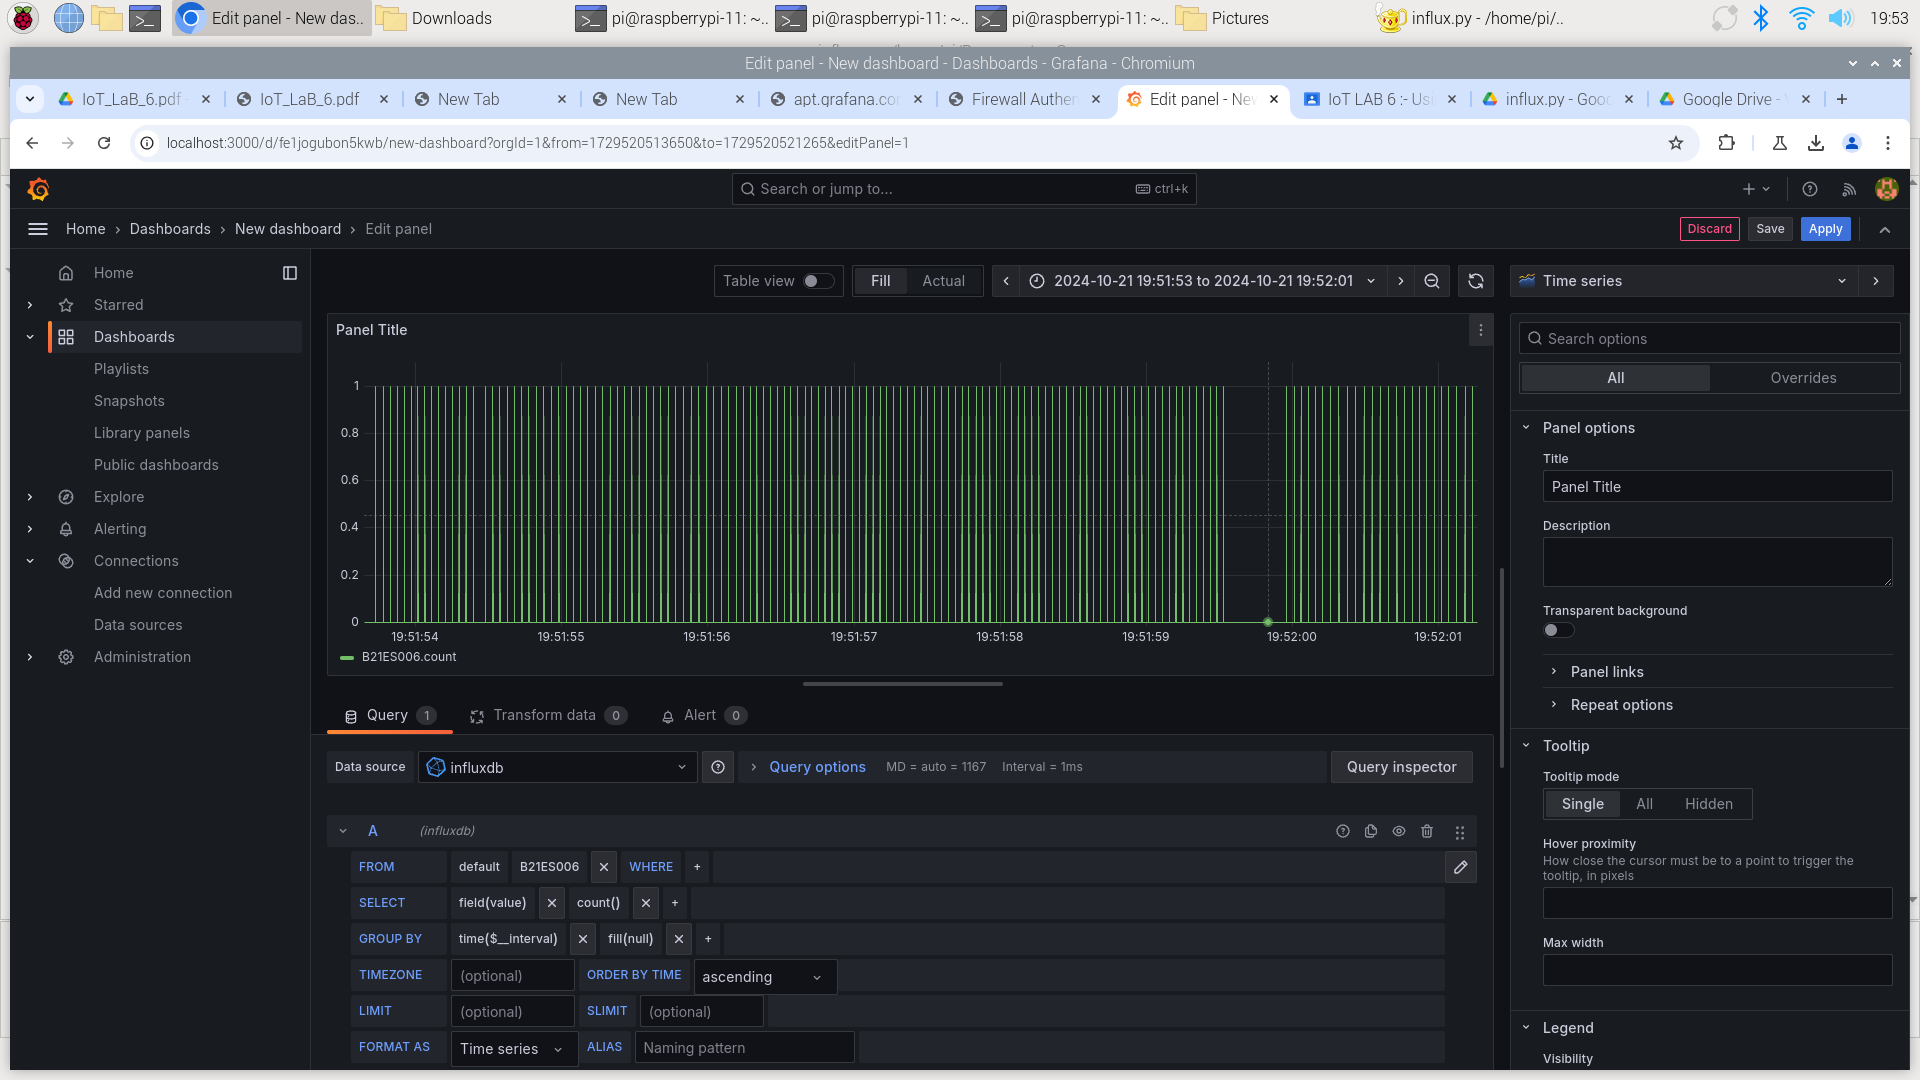 Edit panel - New das..
Downloads
pi@raspberrypi-11: ~..
pi@raspberrypi-11: ~..
pi@raspberrypi-11: ~..
Pictures
influx.py - /home/pi/..
19:53
Edit panel - New dashboard - Dashboards - Grafana - Chromium
IoT_LaB_6.pdf
IoT_LaB_6.pdf
New Tab
New Tab
apt.grafana.co
Firewall Authen
Edit panel - New
IoT LAB 6 :- Us
influx.py - Goo
Google Drive -
localhost:3000/d/fe1jogubon5kwb/new-dashboard?orgId=1&from=1729520513650&to=1729520521265&editPanel=1
Search or jump to...
ctrl+k
Home › Dashboards › New dashboard › Edit panel
Discard
Save
Apply
Home
Starred
Dashboards
Playlists
Snapshots
Library panels
Public dashboards
Explore
Alerting
Connections
Add new connection
Data sources
Administration
Table view
Fill
Actual
2024-10-21 19:51:53 to 2024-10-21 19:52:01
Time series
Panel Title
1
0.8
0.6
0.4
0.2
0
19:51:54
19:51:55
19:51:56
19:51:57
19:51:58
19:51:59
19:52:00
19:52:01
B21ES006.count
Query 1
Transform data 0
Alert 0
Data source
influxdb
Query options
MD = auto = 1167
Interval = 1ms
Query inspector
A
(influxdb)
FROM default B21ES006 WHERE +
SELECT field(value) count() +
GROUP BY time($__interval) fill(null) +
TIMEZONE (optional) ORDER BY TIME ascending
LIMIT (optional) SLIMIT (optional)
FORMAT AS Time series ALIAS Naming pattern
Search options
All
Overrides
Panel options
Title
Panel Title
Description
Transparent background
Panel links
Repeat options
Tooltip
Tooltip mode
Single
All
Hidden
Hover proximity
How close the cursor must be to a point to trigger the
tooltip, in pixels
Max width
Legend
Visibility